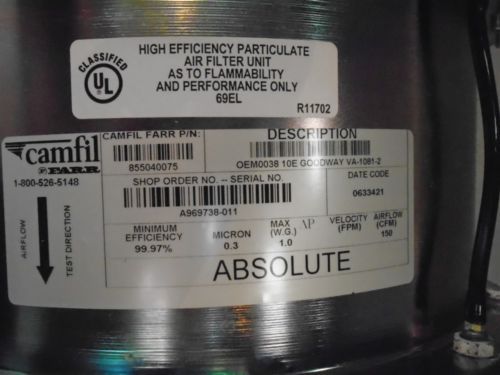 CLASSIFIED
UL
HIGH EFFICIENCY PARTICULATE
AIR FILTER UNIT
AS TO FLAMMABILITY
AND PERFORMANCE ONLY
69EL
R11702
camfil
FARR
1-800-526-5148
CAMFIL FARR P/N:
855040075
DESCRIPTION
OEM0038 10E GOODWAY VA-1081-2
SHOP ORDER NO. -- SERIAL NO.
A969738-011
DATE CODE
0633421
AIRFLOW
TEST DIRECTION
MINIMUM EFFICIENCY
99.97%
MICRON
0.3
MAX (W.G.)
1.0
ΔP
VELOCITY (FPM)
AIRFLOW (CFM)
150
ABSOLUTE